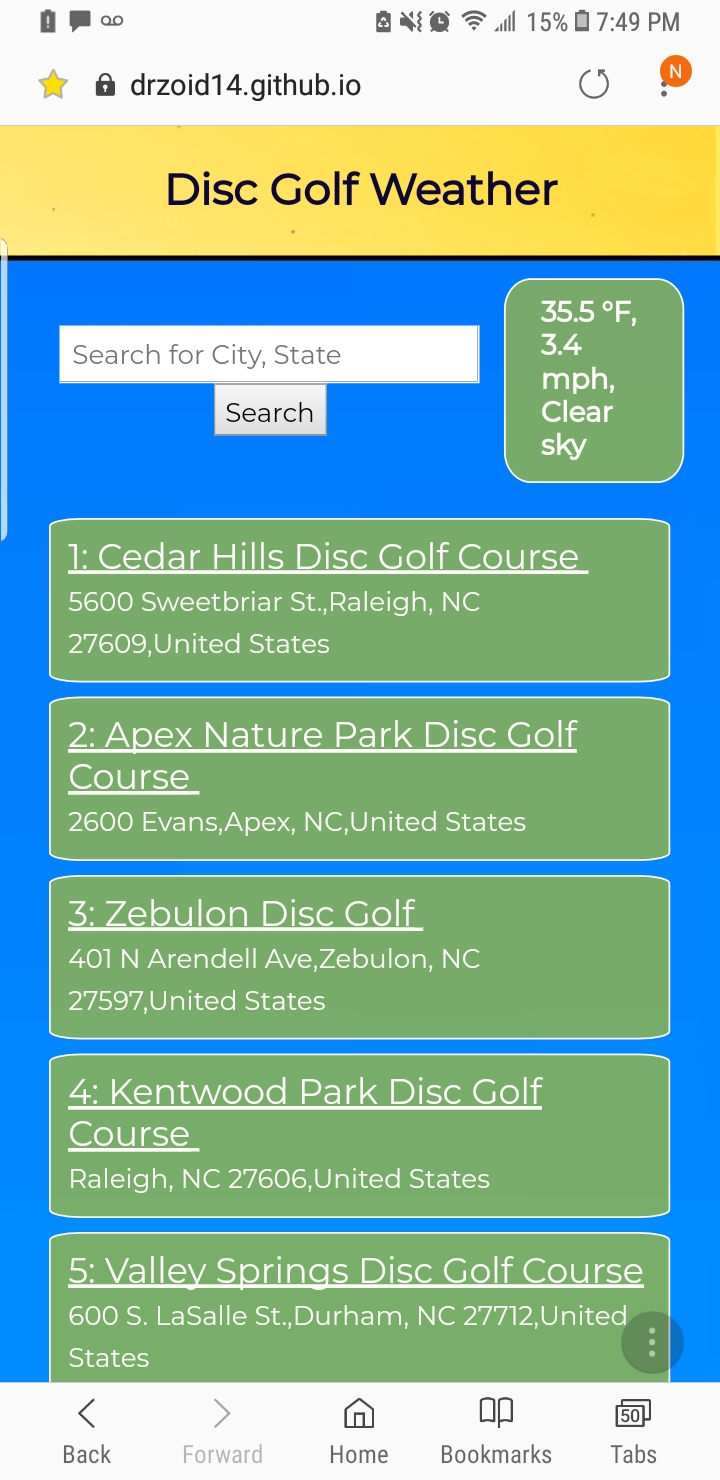 15% 7:49 PM
drzoid14.github.io
N
Disc Golf Weather
Search for City, State
Search
35.5 °F,
3.4
mph,
Clear
sky
1: Cedar Hills Disc Golf Course
5600 Sweetbriar St.,Raleigh, NC
27609,United States
2: Apex Nature Park Disc Golf
Course
2600 Evans,Apex, NC,United States
3: Zebulon Disc Golf
401 N Arendell Ave,Zebulon, NC
27597,United States
4: Kentwood Park Disc Golf
Course
Raleigh, NC 27606,United States
5: Valley Springs Disc Golf Course
600 S. LaSalle St.,Durham, NC 27712,United
States
50
Back Forward Home Bookmarks Tabs